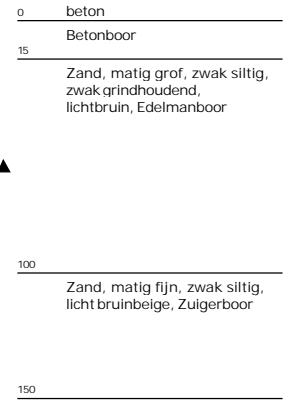 0 beton
Betonboor
15
Zand, matig grof, zwak siltig,
zwak grindhoudend,
lichtbruin, Edelmanboor
100
Zand, matig fijn, zwak siltig,
licht bruinbeige, Zuigerboor
150